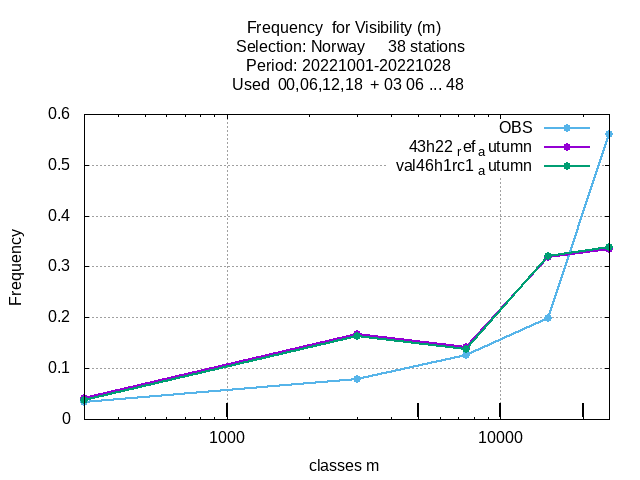 Frequency  for Visibility (m)
Selection: Norway     38 stations
Period: 20221001-20221028
Used  00,06,12,18  + 03 06 ... 48
OBS
43h22 ref autumn
val46h1rc1 autumn
0.6
0.5
0.4
0.3
0.2
0.1
0
Frequency
1000
10000
classes m